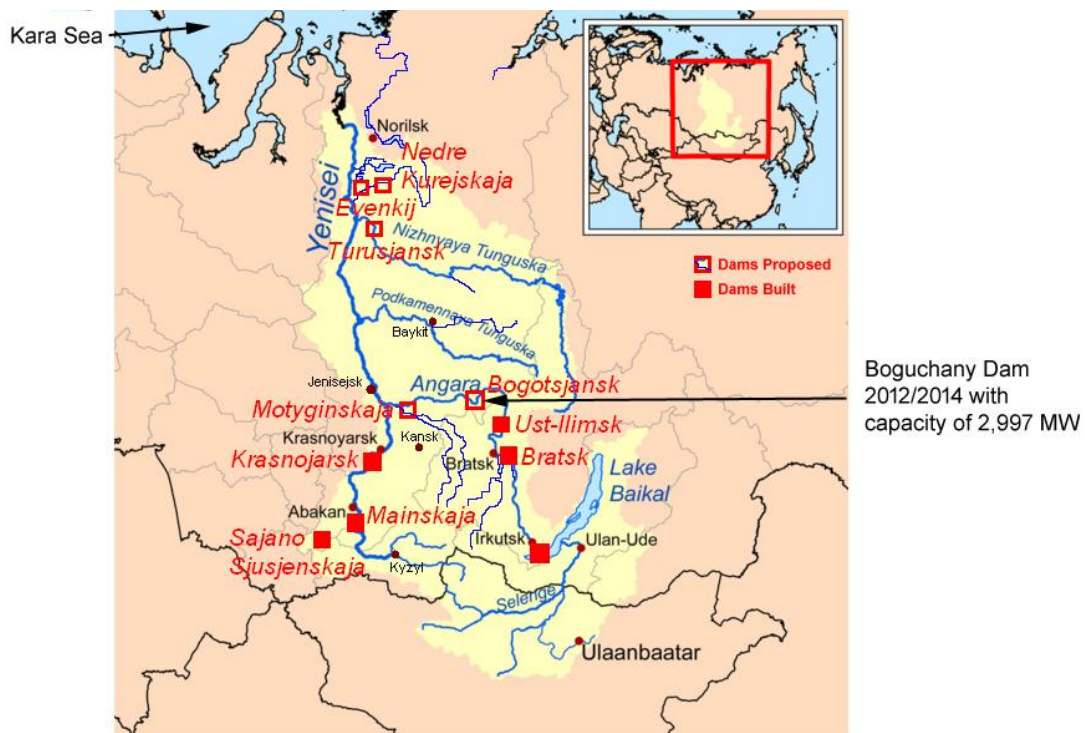 Kara Sea
Norilsk
Nedre
Kurejskaja
Yenisei
Evenkij
Turusjansk
Nizhnyaya Tunguska
Dams Proposed
Dams Built
Podkamennaya Tunguska
Baykit
Jenisejsk
Angara
Bogotsjansk
Boguchany Dam
2012/2014 with
capacity of 2,997 MW
Motyginskaja
Ust-Ilimsk
Krasnoyarsk
Kansk
Krasnojarsk
Bratsk
Bratsk
Lake
Baikal
Abakan
Mainskaja
Sajano
Sjusjenskaja
Irkutsk
Ulan-Ude
Kyzyl
Selenge
Ulaanbaatar